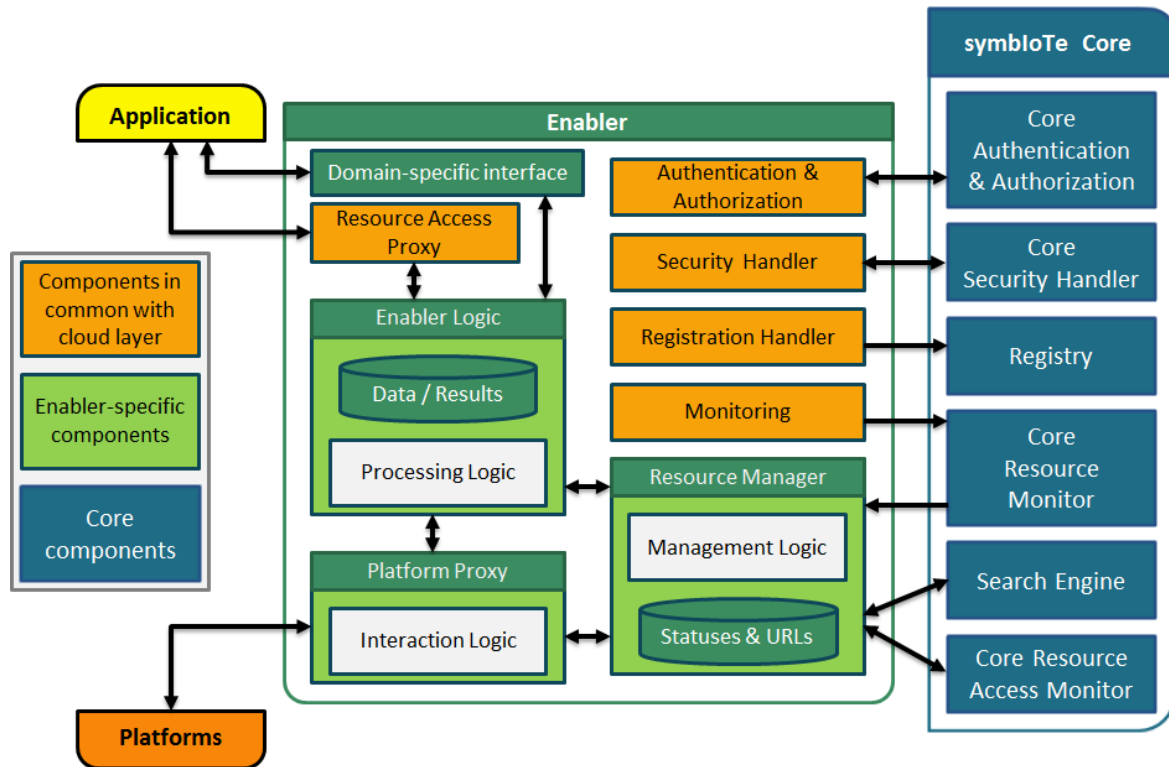 symbIoTe Core
Application
Enabler
Domain-specific interface
Resource Access
Proxy
Authentication &
Authorization
Core
Authentication
& Authorization
Security Handler
Core
Security Handler
Components in
common with
cloud layer
Enabler-specific
components
Core
components
Enabler Logic
Data / Results
Processing Logic
Registration Handler
Registry
Monitoring
Core
Resource
Monitor
Resource Manager
Management Logic
Statuses & URLs
Platform Proxy
Interaction Logic
Search Engine
Core Resource
Access Monitor
Platforms